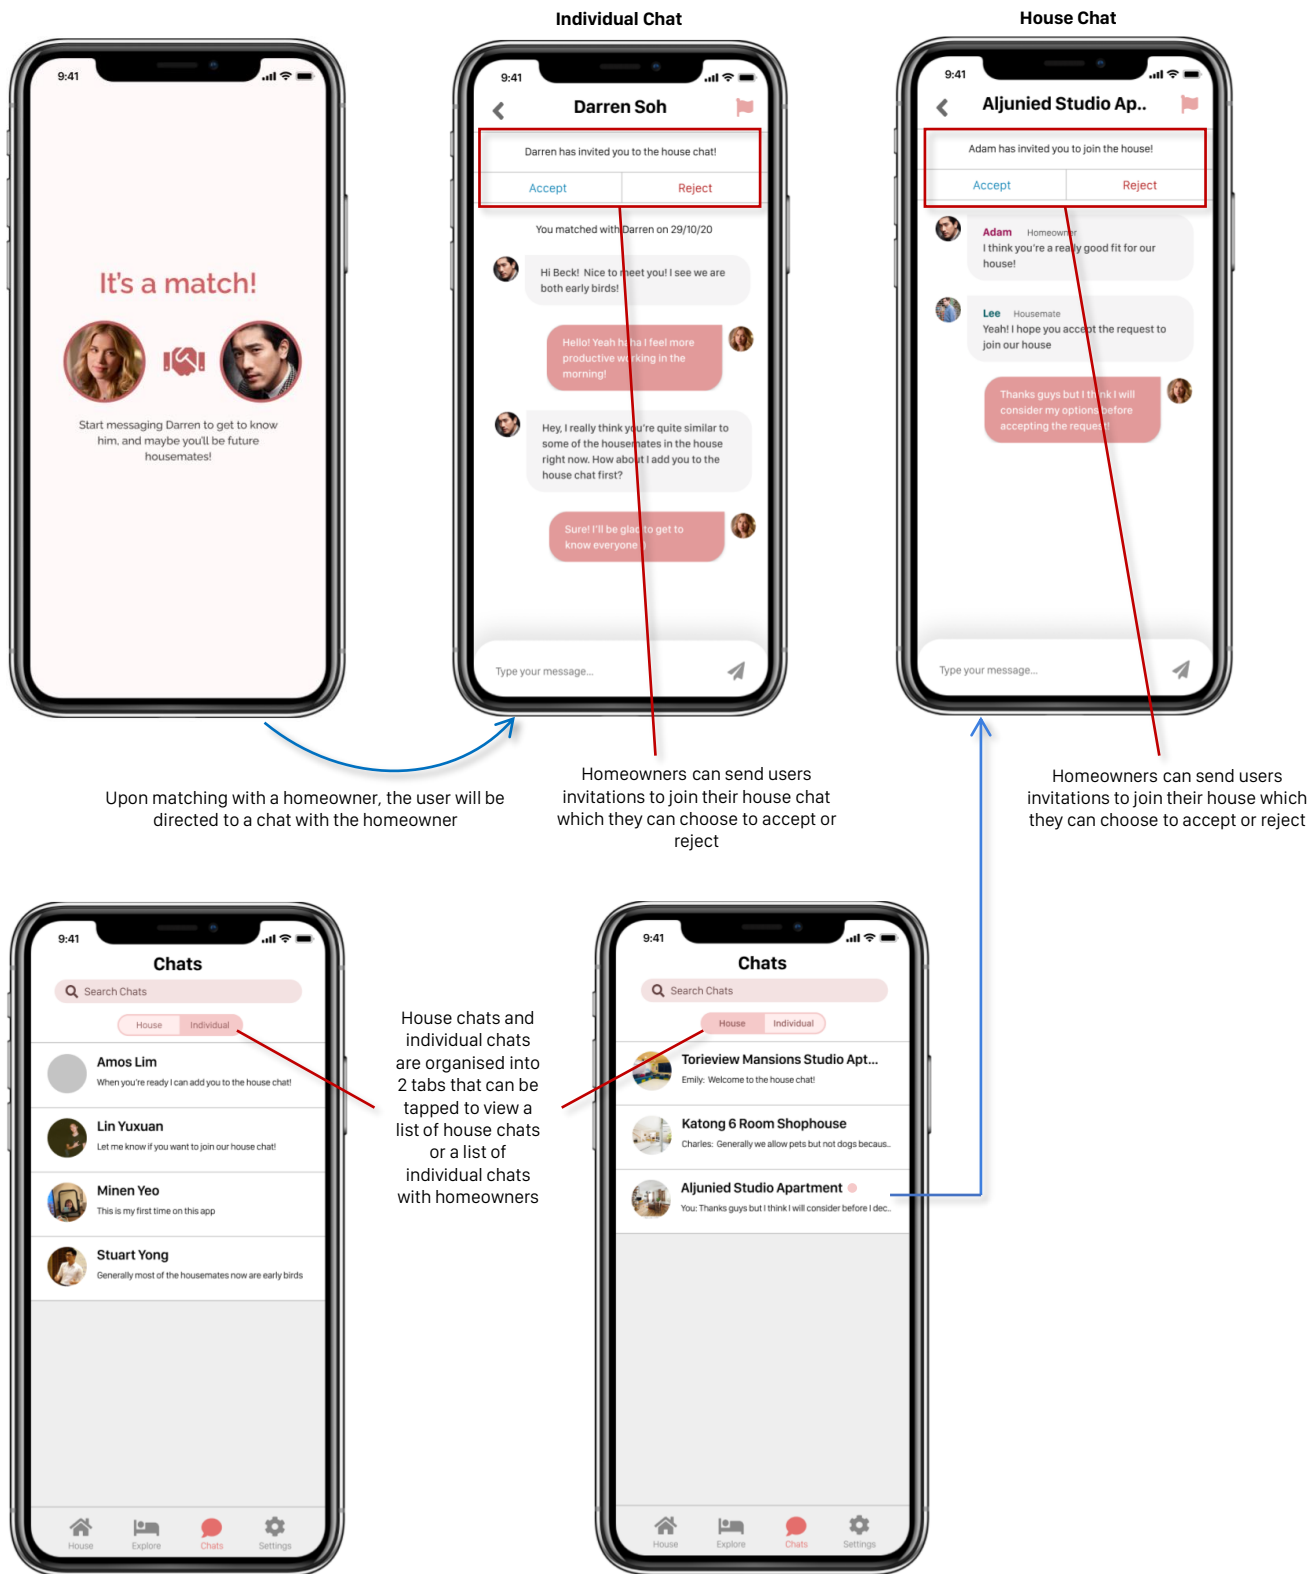 Individual Chat
House Chat
9:41
It's a match!
Start messaging Darren to get to know
him, and maybe you'll be future
housemates!
9:41
Darren Soh
Darren has invited you to the house chat!
Accept
Reject
You matched with Darren on 29/10/20
Hi Beck! Nice to meet you! I see we are
both early birds!
Hello! Yeah haha I feel more
productive working in the
morning!
Hey, I really think you're quite similar to
some of the housemates in the house
right now. How about I add you to the
house chat first?
Sure! I'll be glad to get to
know everyone :)
Type your message...
9:41
Aljunied Studio Ap..
Adam has invited you to join the house!
Accept
Reject
Adam Homeowner
I think you're a really good fit for our
house!
Lee Housemate
Yeah! I hope you accept the request to
join our house
Thanks guys but I think I will
consider my options before
accepting the request!
Type your message...
Upon matching with a homeowner, the user will be
directed to a chat with the homeowner
Homeowners can send users
invitations to join their house chat
which they can choose to accept or
reject
Homeowners can send users
invitations to join their house which
they can choose to accept or reject
9:41
Chats
Search Chats
House
Individual
Amos Lim
When you're ready I can add you to the house chat!
Lin Yuxuan
Let me know if you want to join our house chat!
Minen Yeo
This is my first time on this app
Stuart Yong
Generally most of the housemates now are early birds
House
Explore
Chats
Settings
House chats and
individual chats
are organised into
2 tabs that can be
tapped to view a
list of house chats
or a list of
individual chats
with homeowners
9:41
Chats
Search Chats
House
Individual
Torieview Mansions Studio Apt...
Emily: Welcome to the house chat!
Katong 6 Room Shophouse
Charles: Generally we allow pets but not dogs becaus..
Aljunied Studio Apartment
You: Thanks guys but I think I will consider before I dec..
House
Explore
Chats
Settings